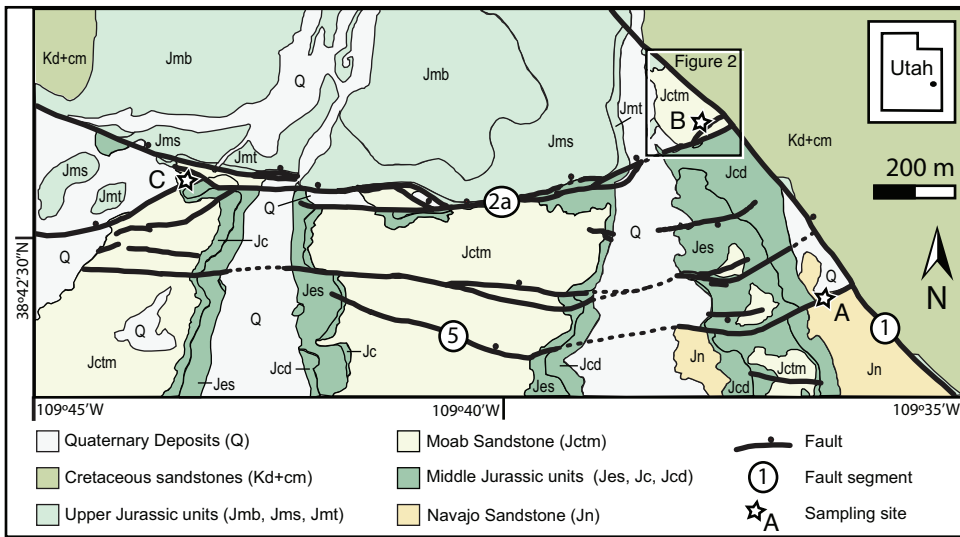 Kd+cm
Jmb
Q
Jmb
Figure 2
Utah
Jmt
Jctm
B
Kd+cm
Jms
Jms
Jmt
Jms
C
Jmt
Jcd
200 m
Q
2a
Q
Jc
Q
Jes
Q
Jctm
N
38°42'30"N
Jes
A
Q
Q
5
1
Jctm
Jc
Jn
Jes
Jcd
Jcd
Jes
Jcd
Jctm
Jn
109°45'W
109°40'W
109°35'W
Quaternary Deposits (Q)
Moab Sandstone (Jctm)
Fault
Cretaceous sandstones (Kd+cm)
Middle Jurassic units (Jes, Jc, Jcd)
1
Fault segment
Upper Jurassic units (Jmb, Jms, Jmt)
Navajo Sandstone (Jn)
A
Sampling site